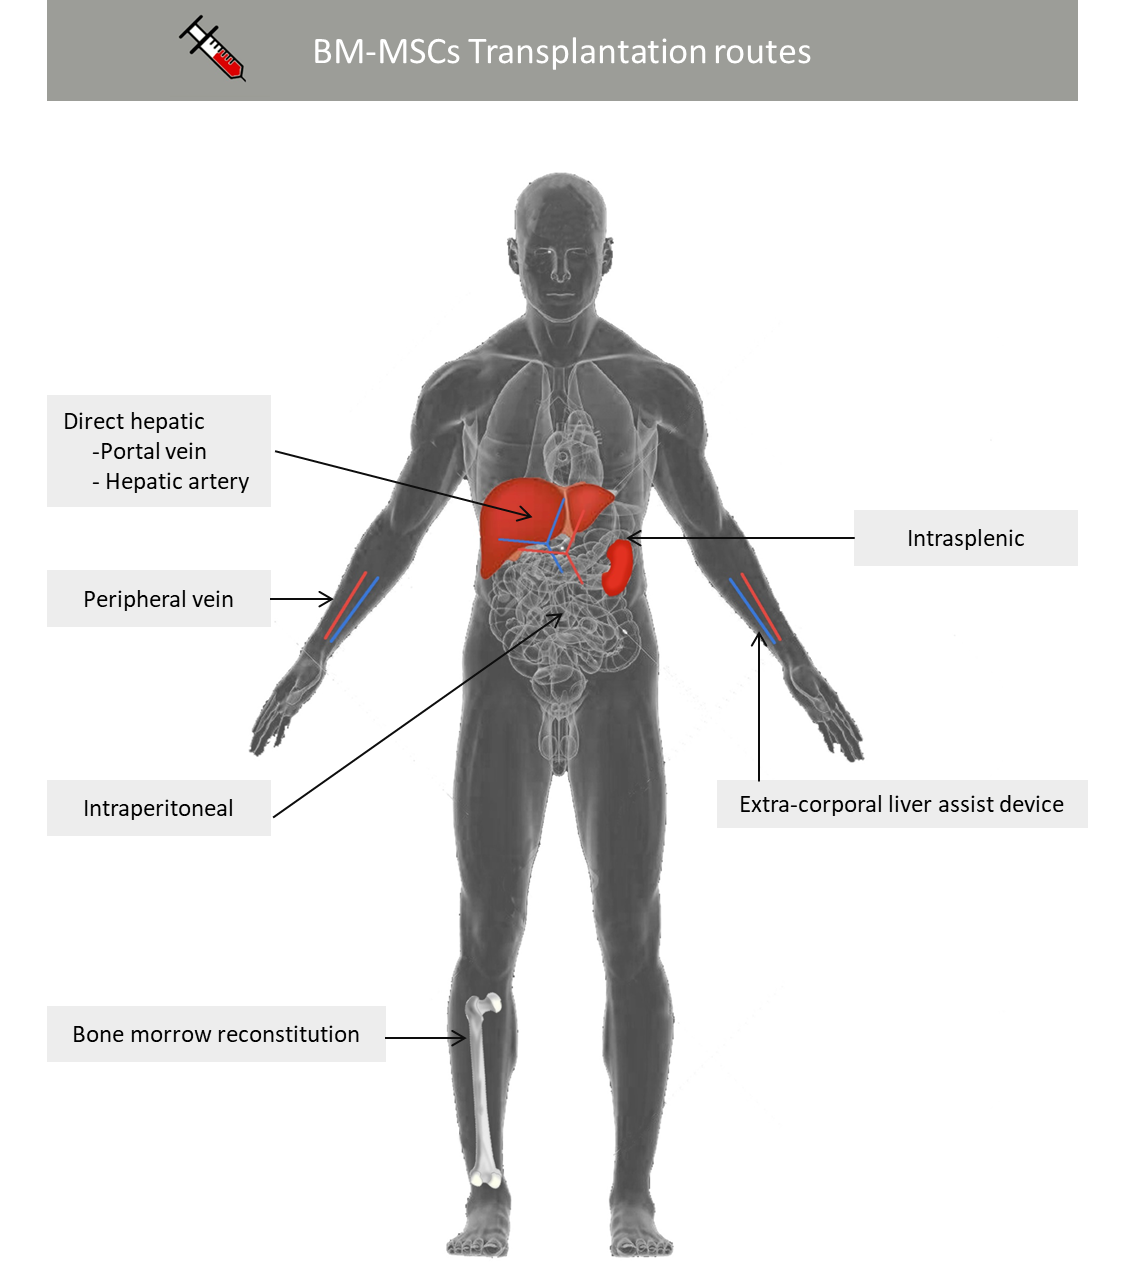 BM-MSCs Transplantation routes
Direct hepatic
-Portal vein
- Hepatic artery
Intrasplenic
Peripheral vein
Intraperitoneal
Extra-corporal liver assist device
Bone morrow reconstitution